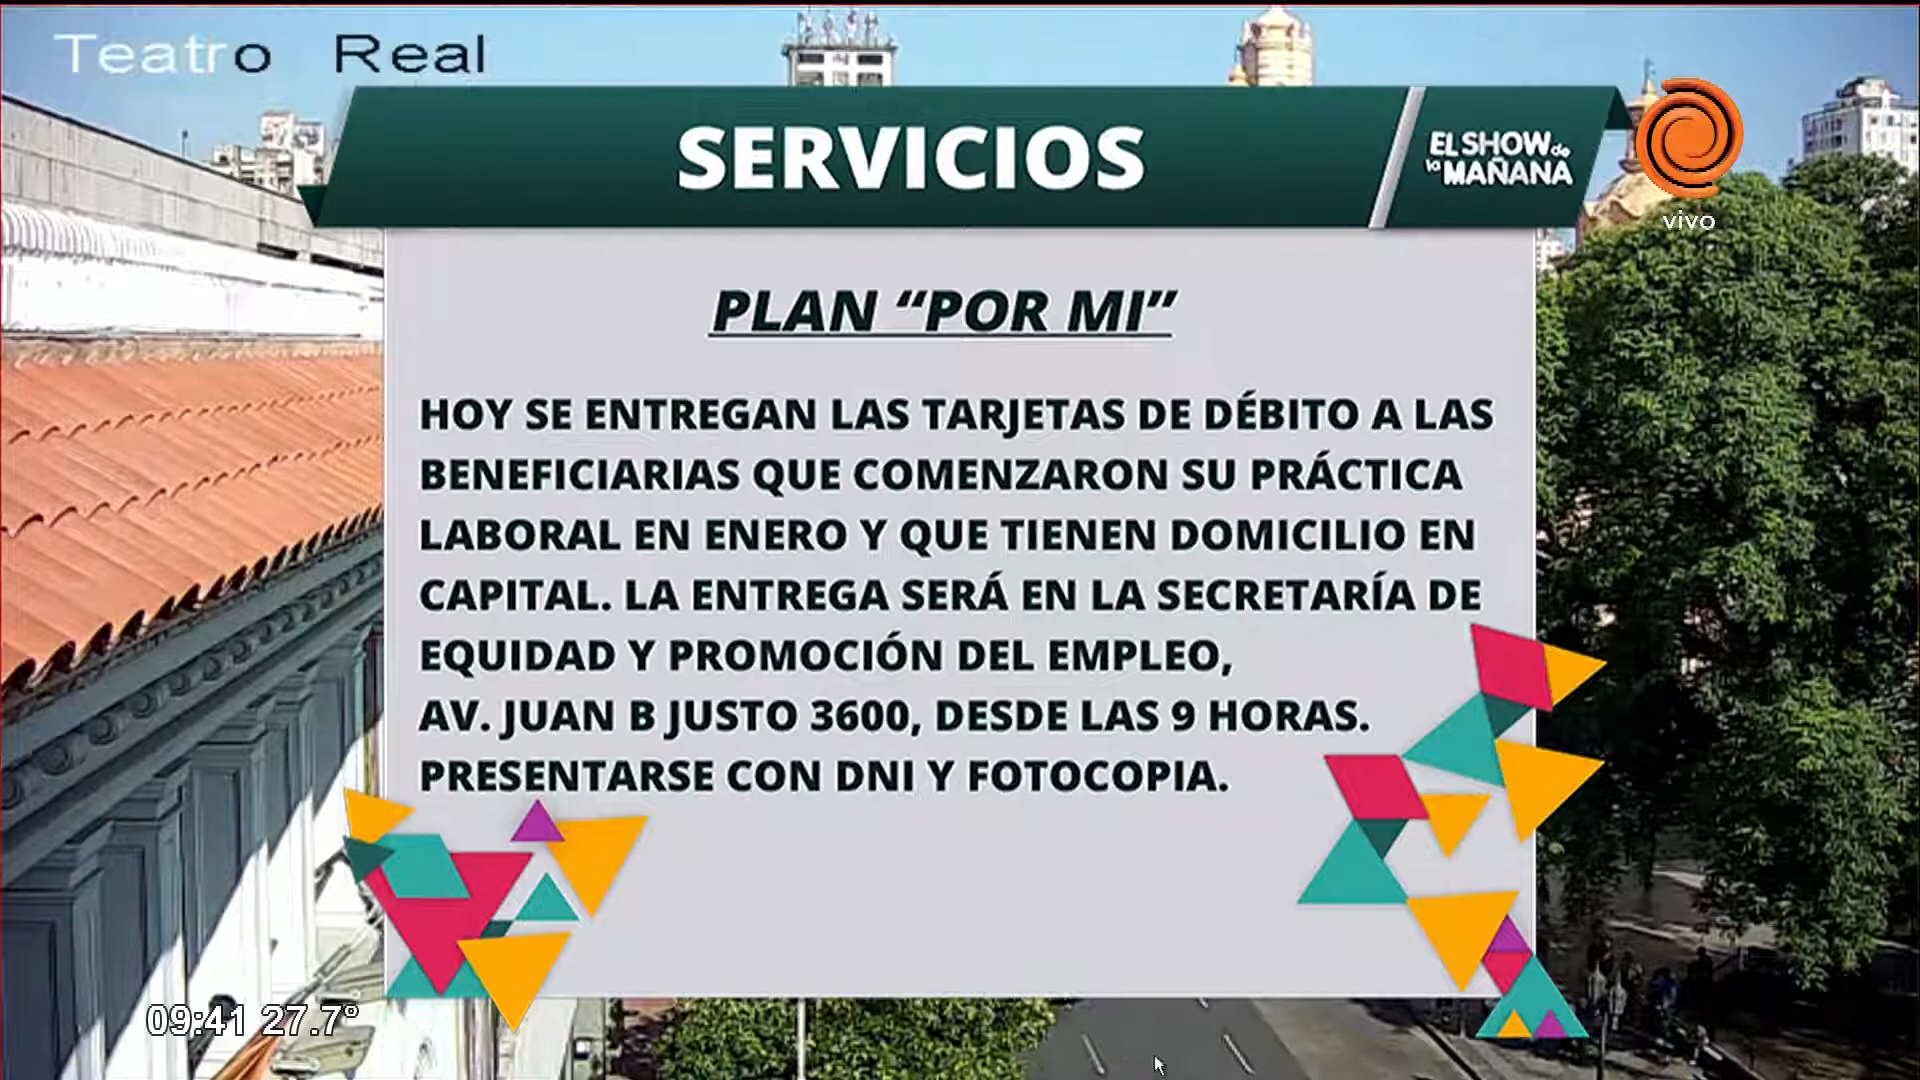 Teatro Real
SERVICIOS
EL SHOW de
la MAÑANA
vivo
PLAN “POR MI”
HOY SE ENTREGAN LAS TARJETAS DE DÉBITO A LAS
BENEFICIARIAS QUE COMENZARON SU PRÁCTICA
LABORAL EN ENERO Y QUE TIENEN DOMICILIO EN
CAPITAL. LA ENTREGA SERÁ EN LA SECRETARÍA DE
EQUIDAD Y PROMOCIÓN DEL EMPLEO,
AV. JUAN B JUSTO 3600, DESDE LAS 9 HORAS.
PRESENTARSE CON DNI Y FOTOCOPIA.
09:41 27.7°